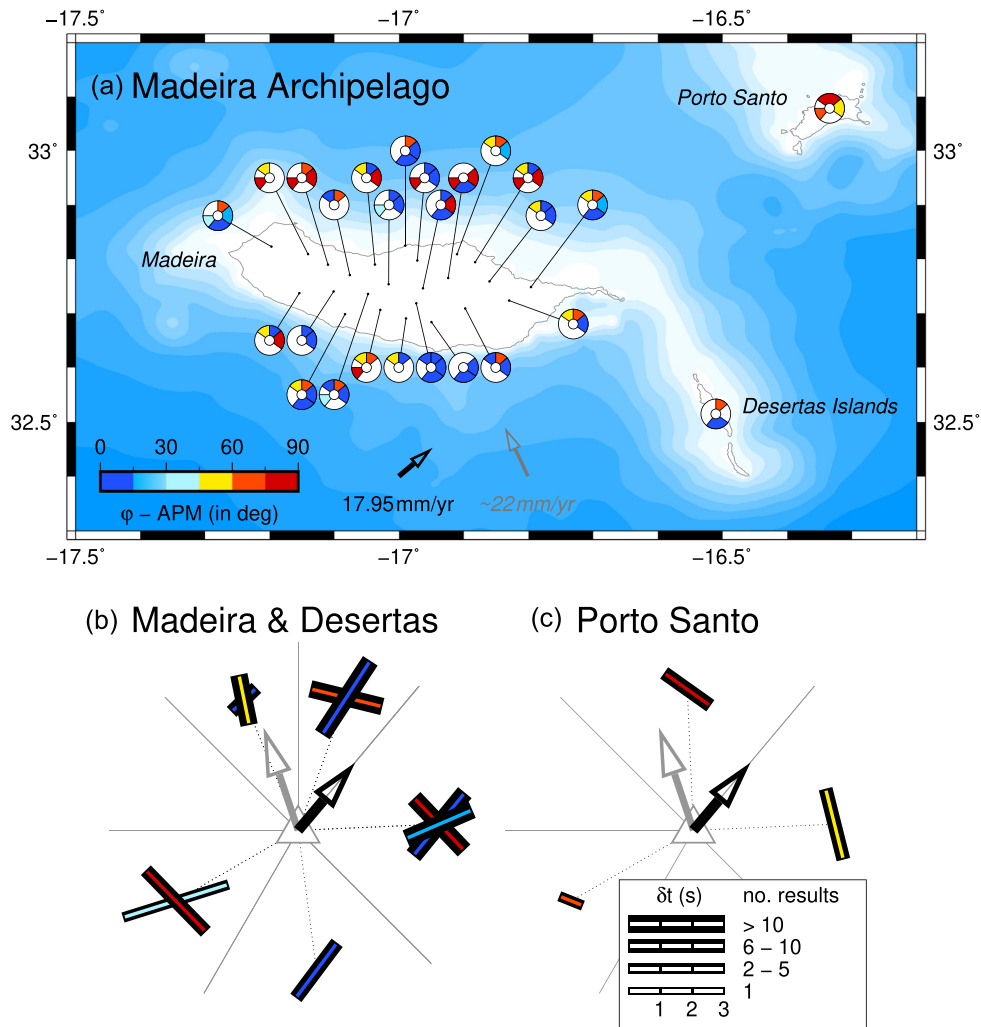 −17.5˚ −17˚ −16.5˚
(a) Madeira Archipelago
Porto Santo
33˚ 33˚
Madeira
32.5˚ 32.5˚
Desertas Islands
0 30 60 90
φ − APM (in deg)
17.95mm/yr ~22mm/yr
−17.5˚ −17˚ −16.5˚
(b) Madeira & Desertas
(c) Porto Santo
δt (s) no. results
> 10
6 − 10
2 − 5
1
1 2 3